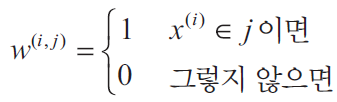 w^{(i,j)} = { 1 x^{(i)} ∈ j 이면
0 그렇지 않으면